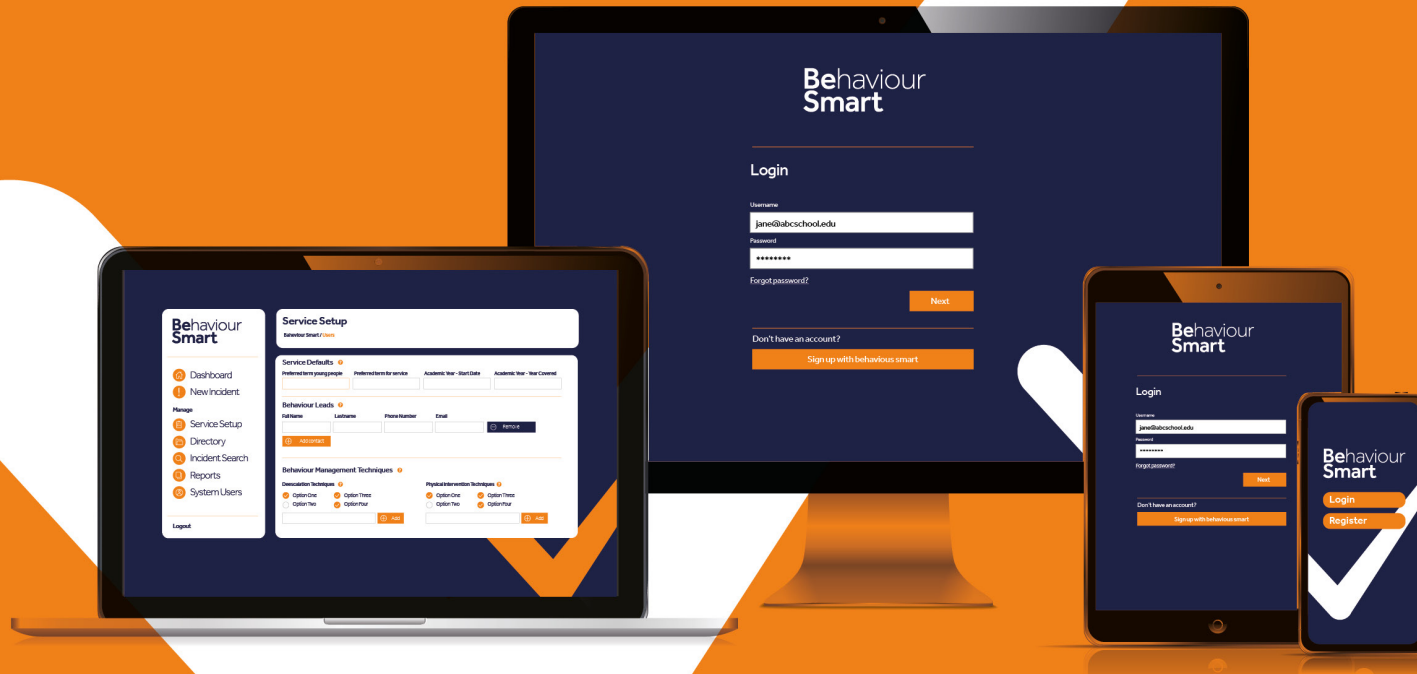 Behaviour
Smart
Login
Username
jane@abcschool.edu
Password
********
Forgot password?
Next
Don't have an account?
Sign up with behavious smart
Behaviour
Smart
Dashboard
New Incident
Manage
Service Setup
Directory
Incident Search
Reports
System Users
Logout
Service Setup
Behaviour Smart / Users
Service Defaults
Preferred term young people Preferred term for service Academic Year - Start Date Academic Year - Year Covered
Behaviour Leads
Full Name Lastname Phone Number Email
Remove
Add contact
Behaviour Management Techniques
Deescalation Techniques Physical Intervention Techniques
Option One Option Three Option One Option Three
Option Two Option Four Option Two Option Four
Add Add
Behaviour
Smart
Login
Username
jane@abcschool.edu
Password
********
Forgot password?
Next
Don't have an account?
Sign up with behavious smart
Behaviour
Smart
Login
Register